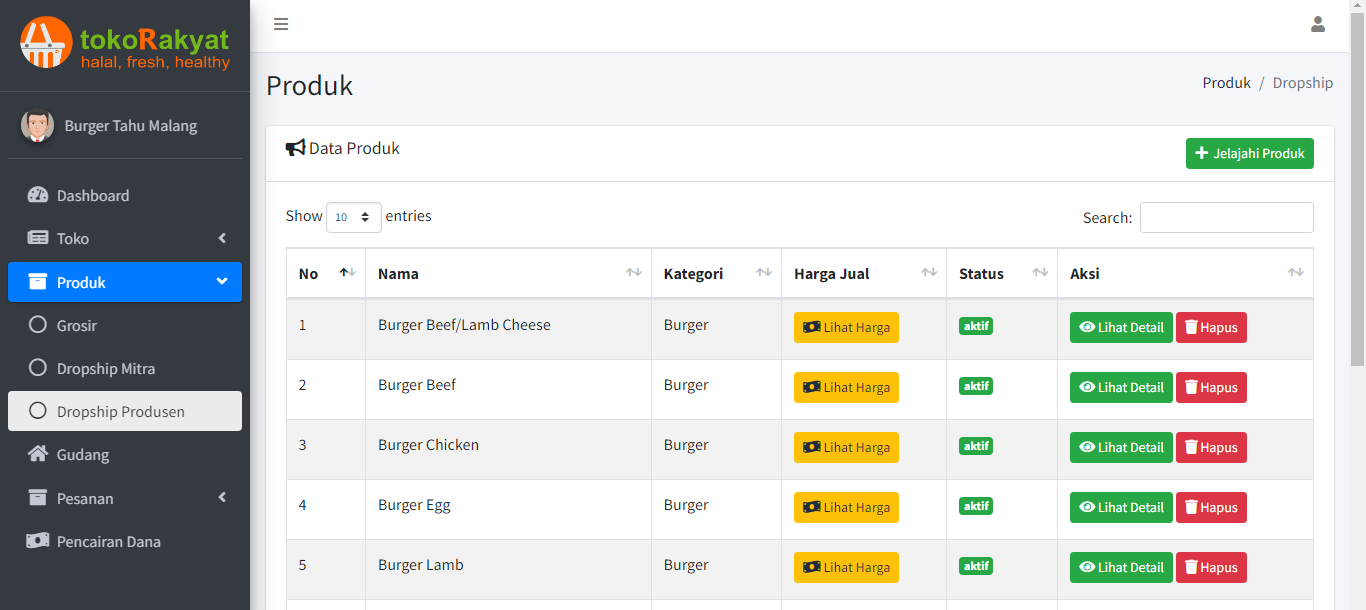 tokoRakyat
halal, fresh, healthy
Burger Tahu Malang
Dashboard
Toko
Produk
Grosir
Dropship Mitra
Dropship Produsen
Gudang
Pesanan
Pencairan Dana
Produk
Produk / Dropship
Data Produk
Jelajahi Produk
Show 10 entries
Search:
No Nama Kategori Harga Jual Status Aksi
1 Burger Beef/Lamb Cheese Burger Lihat Harga aktif Lihat Detail Hapus
2 Burger Beef Burger Lihat Harga aktif Lihat Detail Hapus
3 Burger Chicken Burger Lihat Harga aktif Lihat Detail Hapus
4 Burger Egg Burger Lihat Harga aktif Lihat Detail Hapus
5 Burger Lamb Burger Lihat Harga aktif Lihat Detail Hapus